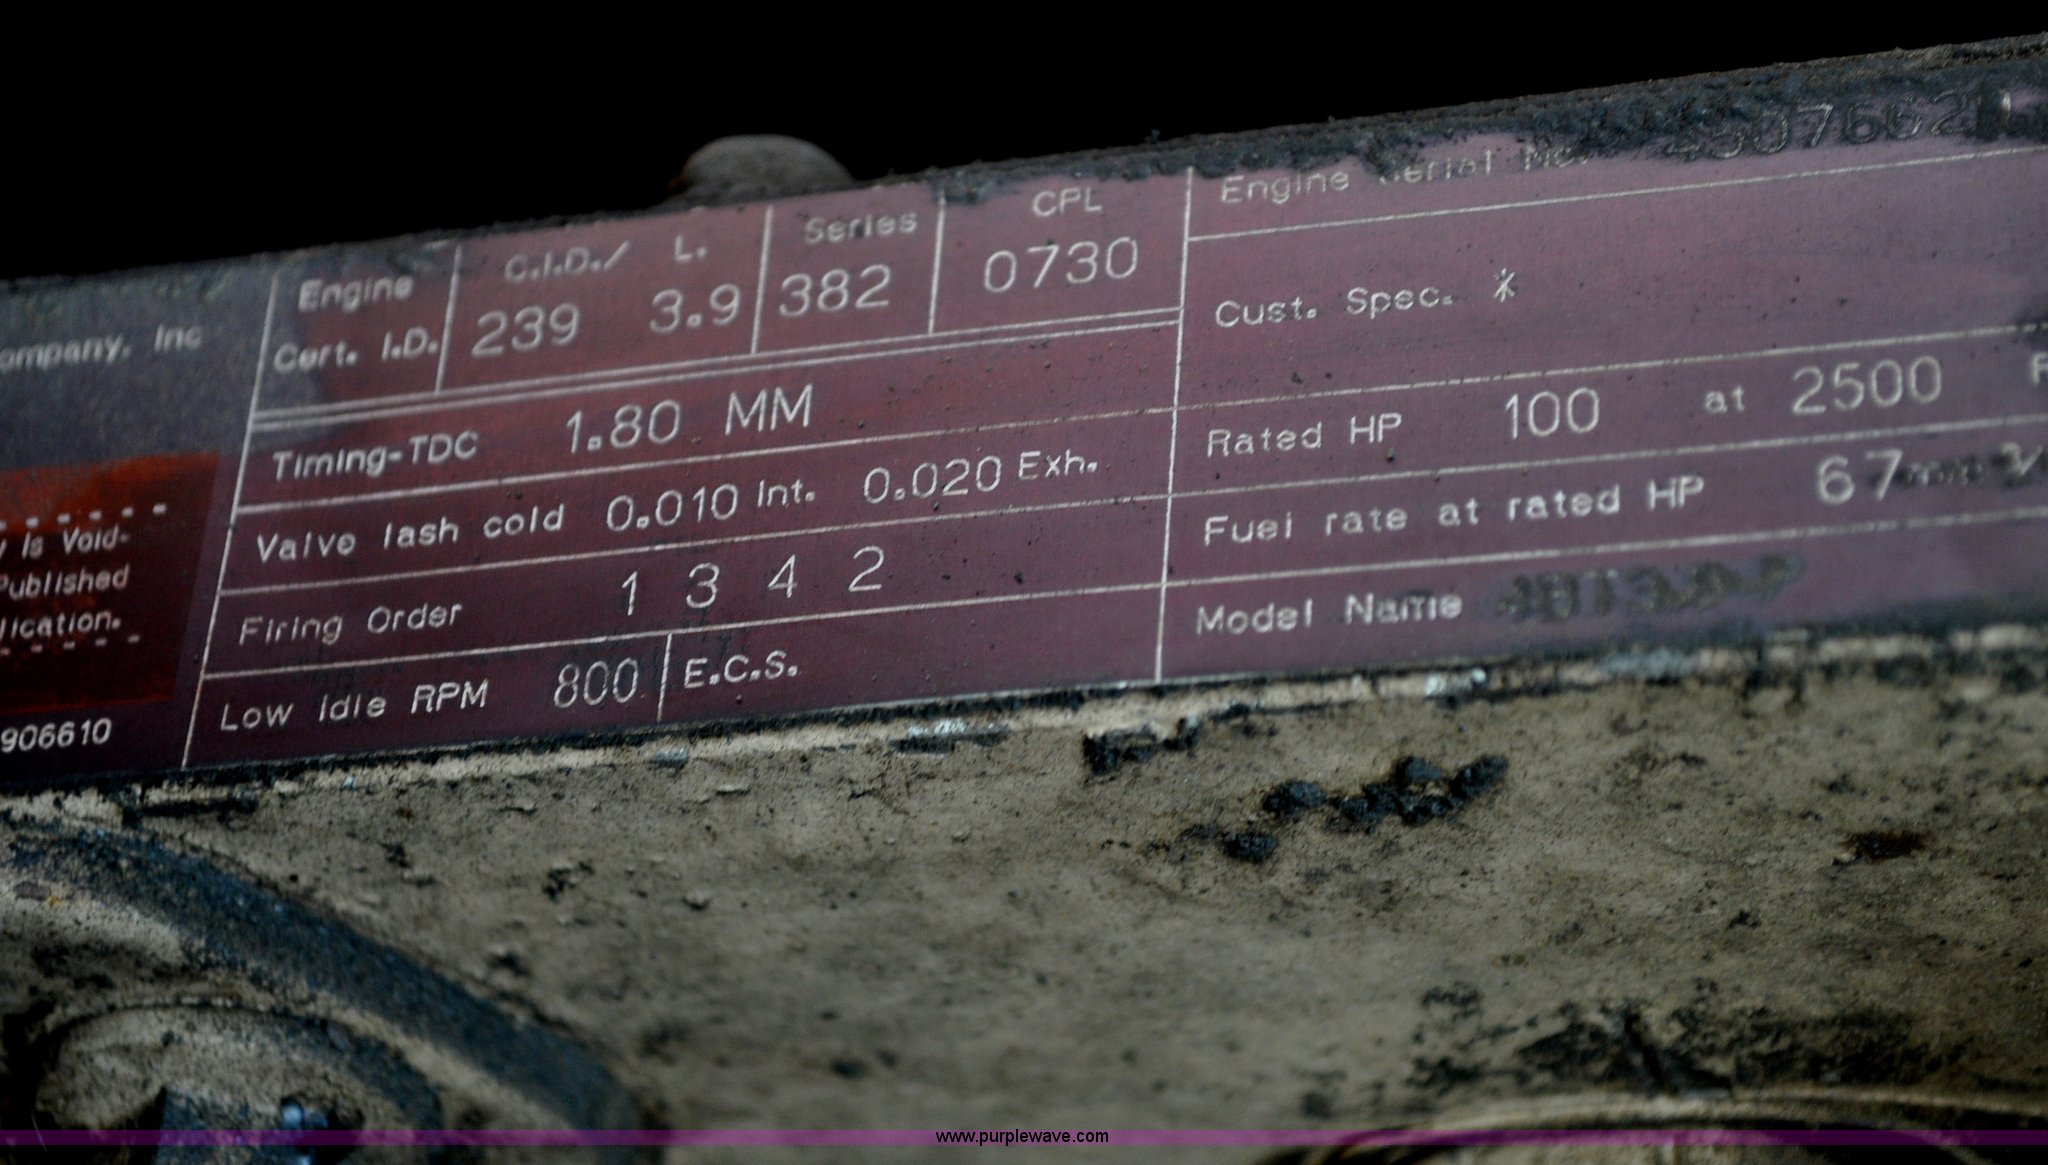 ompany, Inc
y Is Void-
Published
lication.
906610
Engine
Cert. I.D.
C.I.D./ L.
239 3.9
Series
382
CPL
0730
Timing-TDC 1.80 MM
Valve lash cold 0.010 Int. 0.020 Exh.
Firing Order 1 3 4 2
Low Idle RPM 800 E.C.S.
Engine Serial No.
Cust. Spec. *
Rated HP 100 at 2500
Fuel rate at rated HP 67
Model Name
www.purplewave.com